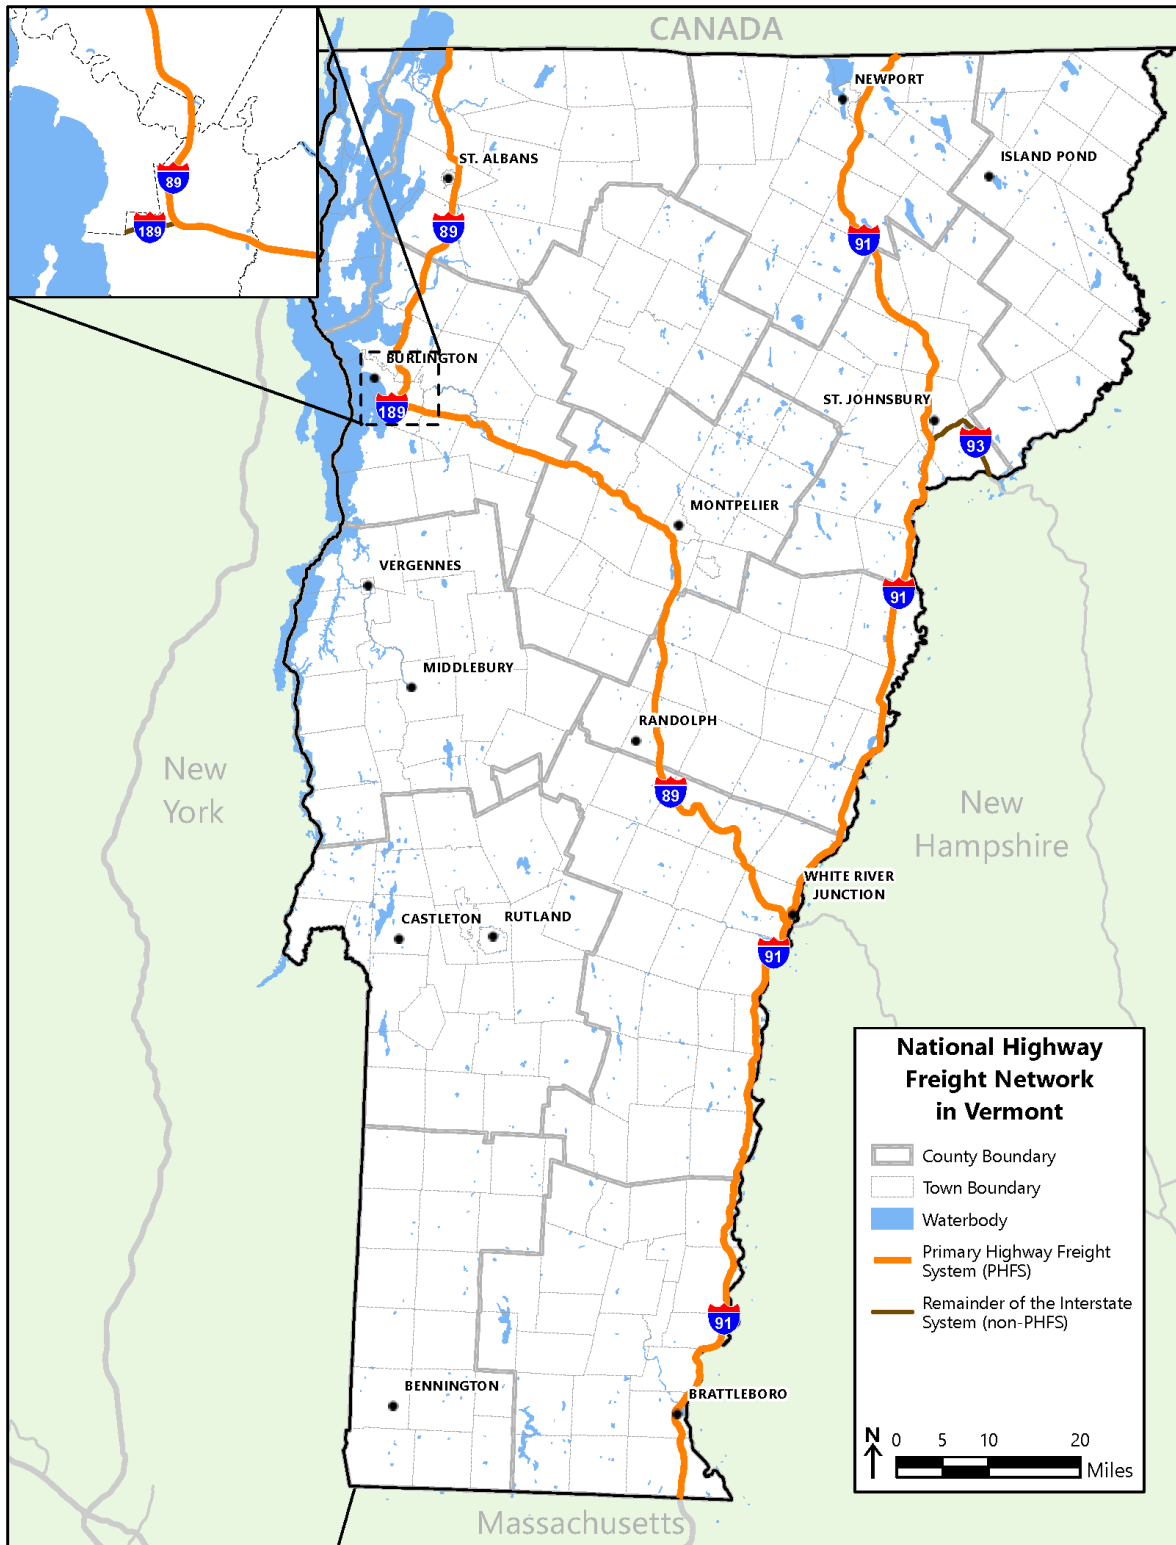 CANADA
NEWPORT
ST. ALBANS
ISLAND POND
89
89
189
91
BURLINGTON
189
ST. JOHNSBURY
93
MONTPELIER
VERGENNES
91
MIDDLEBURY
RANDOLPH
New
York
89
New
Hampshire
WHITE RIVER
JUNCTION
CASTLETON
RUTLAND
91
National Highway
Freight Network
in Vermont
County Boundary
Town Boundary
Waterbody
Primary Highway Freight
System (PHFS)
Remainder of the Interstate
System (non-PHFS)
91
BENNINGTON
BRATTLEBORO
N
0 5 10 20
Miles
Massachusetts